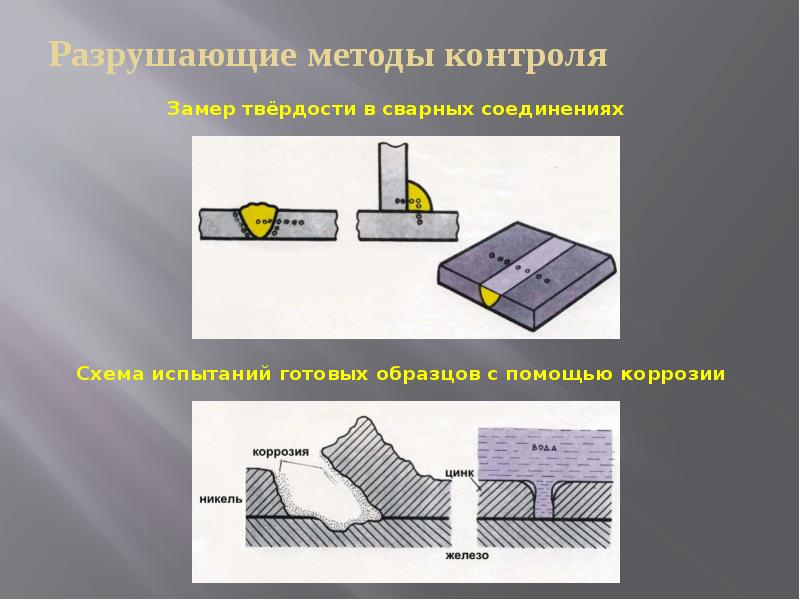 Разрушающие методы контроля
Замер твёрдости в сварных соединениях
Схема испытаний готовых образцов с помощью коррозии
коррозия
никель
цинк
ВОДА
железо